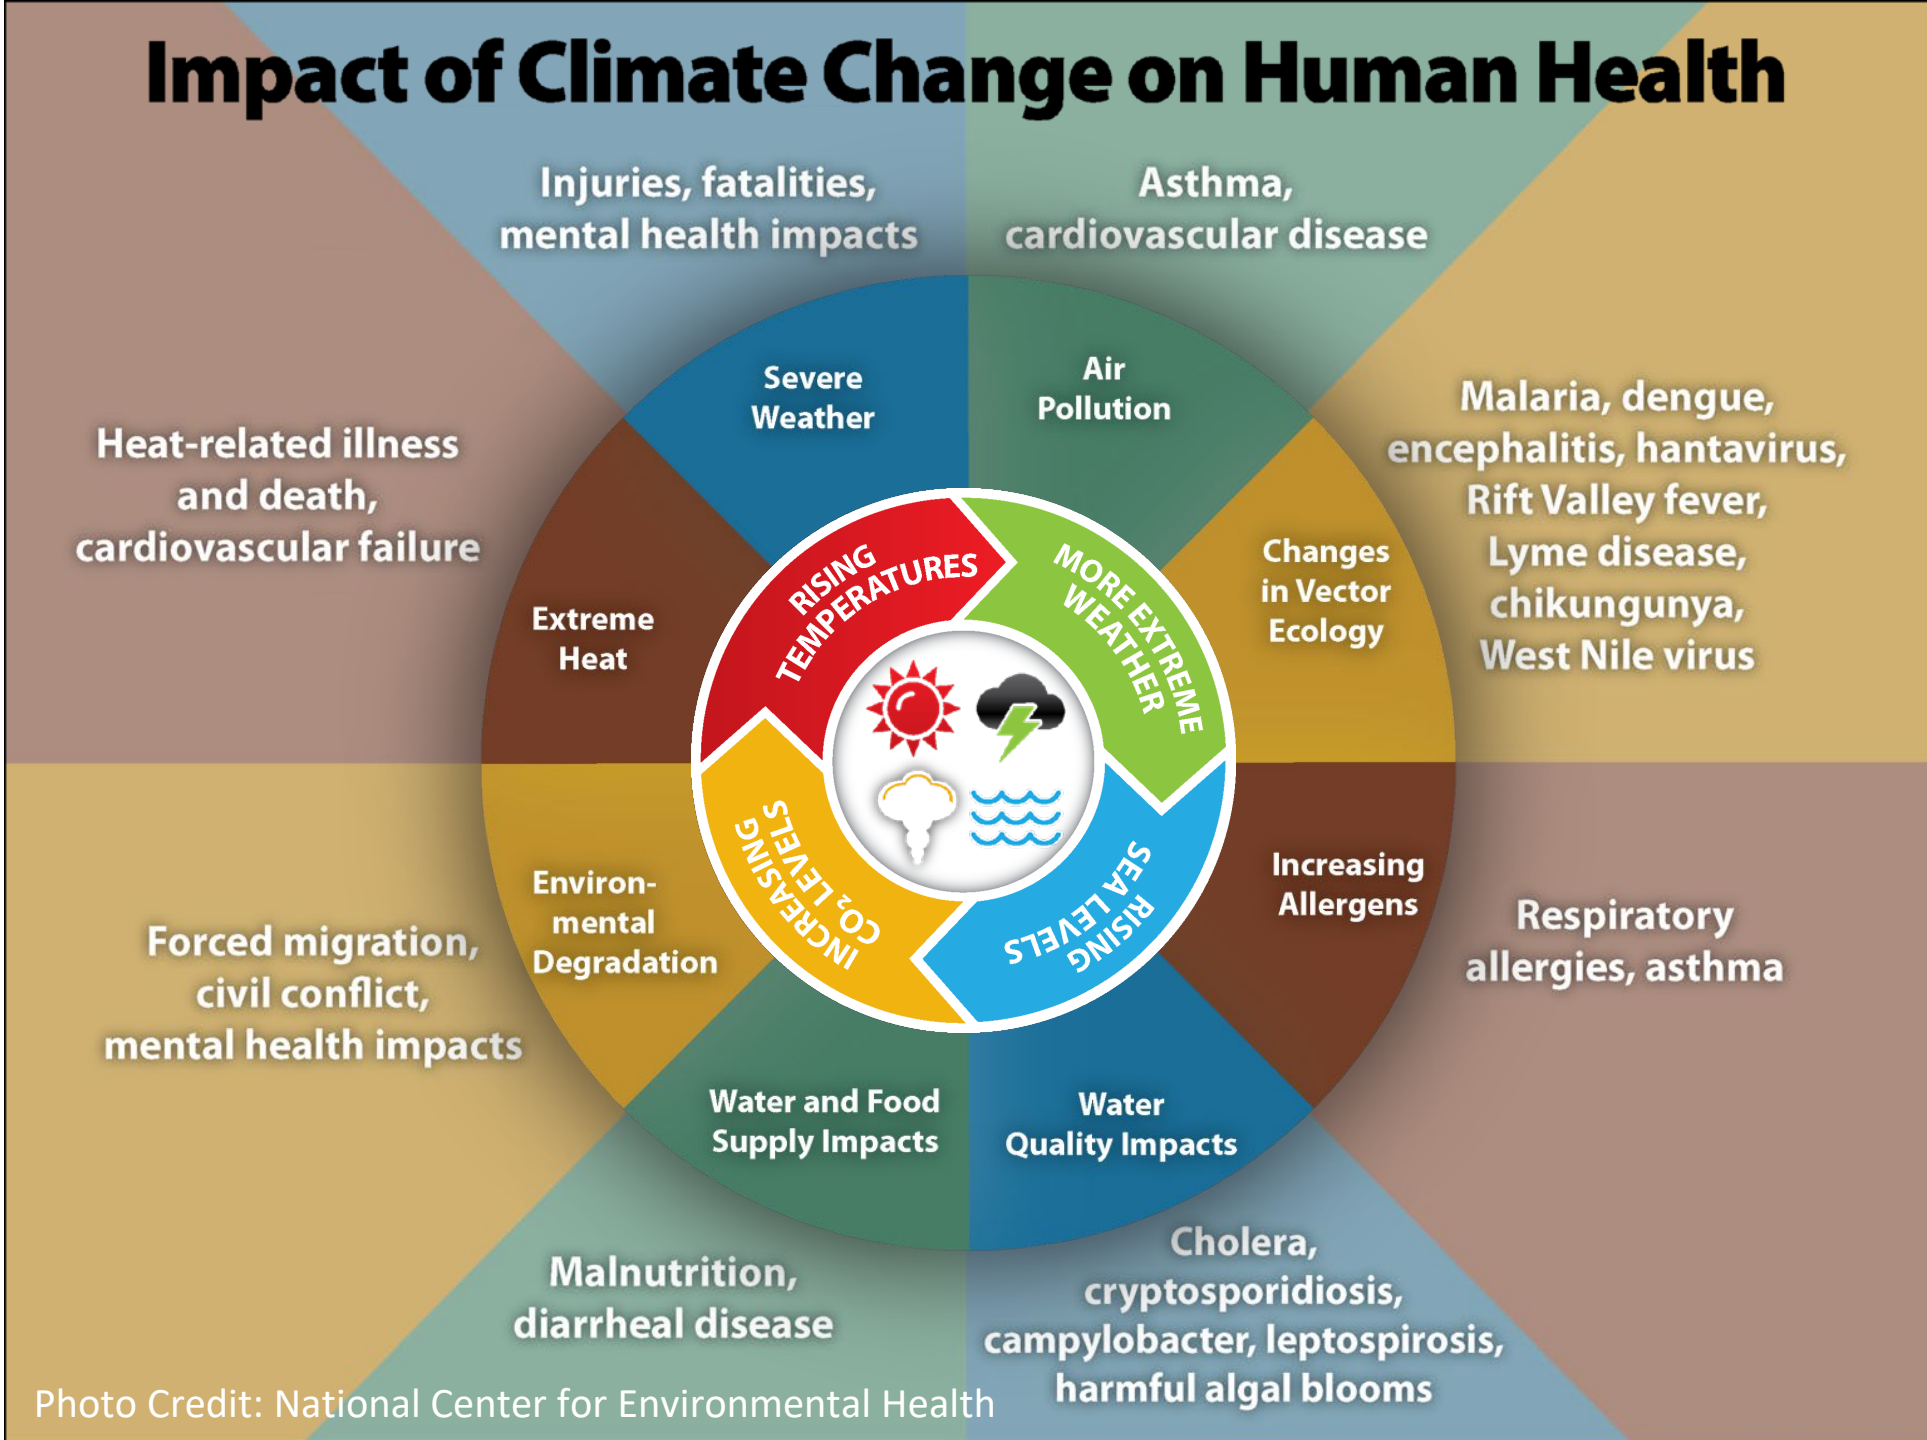 Impact of Climate Change on Human Health
Injuries, fatalities,
mental health impacts
Asthma,
cardiovascular disease
Malaria, dengue,
encephalitis, hantavirus,
Rift Valley fever,
Lyme disease,
chikungunya,
West Nile virus
Respiratory
allergies, asthma
Cholera,
cryptosporidiosis,
campylobacter, leptospirosis,
harmful algal blooms
Malnutrition,
diarrheal disease
Forced migration,
civil conflict,
mental health impacts
Heat-related illness
and death,
cardiovascular failure
Severe
Weather
Air
Pollution
Changes
in Vector
Ecology
Increasing
Allergens
Water
Quality Impacts
Water and Food
Supply Impacts
Environ-
mental
Degradation
Extreme
Heat
RISING
TEMPERATURES
MORE EXTREME
WEATHER
RISING
SEA LEVELS
INCREASING
CO₂ LEVELS
Photo Credit: National Center for Environmental Health